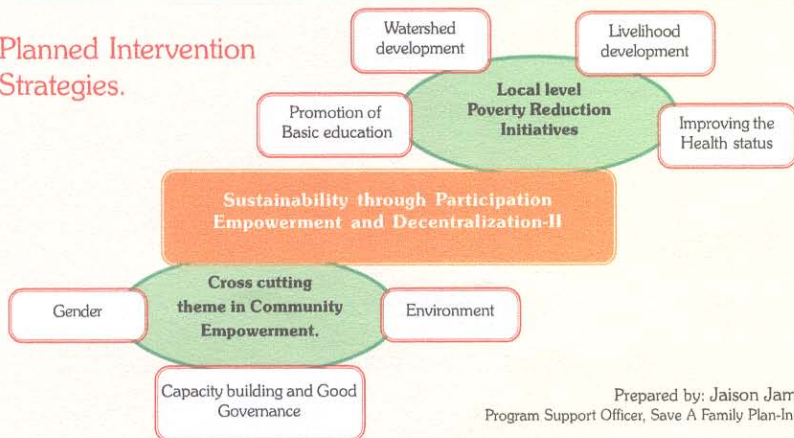 Planned Intervention
Strategies.
Watershed
development
Livelihood
development
Promotion of
Basic education
Local level
Poverty Reduction
Initiatives
Improving the
Health status
Sustainability through Participation
Empowerment and Decentralization-II
Cross cutting
theme in Community
Empowerment.
Gender
Environment
Capacity building and Good
Governance
Prepared by: Jaison Jam
Program Support Officer, Save A Family Plan-In